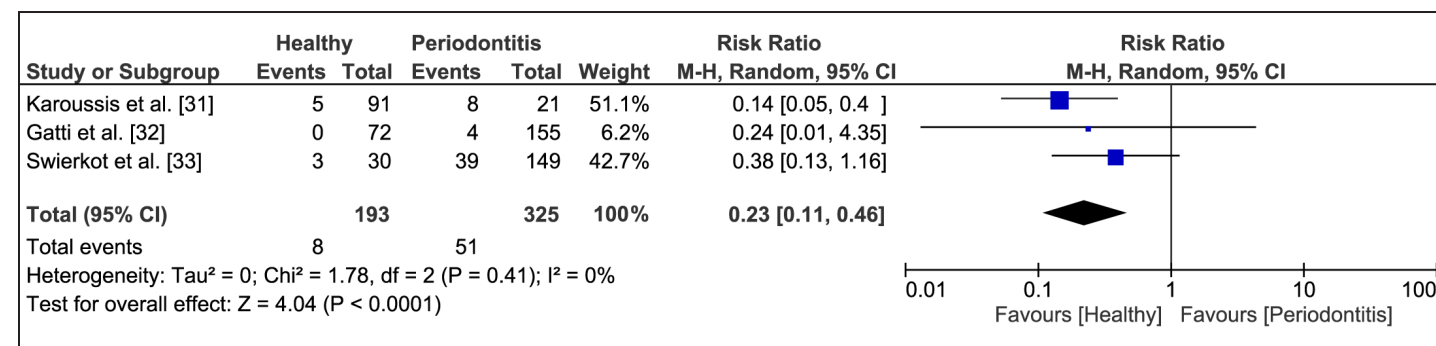 Healthy Periodontitis Risk Ratio Risk Ratio
Study or Subgroup Events Total Events Total Weight M-H, Random, 95% CI M-H, Random, 95% CI
Karoussis et al. [31] 5 91 8 21 51.1% 0.14 [0.05, 0.4 ]
Gatti et al. [32] 0 72 4 155 6.2% 0.24 [0.01, 4.35]
Swierkot et al. [33] 3 30 39 149 42.7% 0.38 [0.13, 1.16]
Total (95% CI) 193 325 100% 0.23 [0.11, 0.46]
Total events 8 51
Heterogeneity: Tau² = 0; Chi² = 1.78, df = 2 (P = 0.41); I² = 0%
Test for overall effect: Z = 4.04 (P < 0.0001)
0.01 0.1 1 10 100
Favours [Healthy] Favours [Periodontitis]